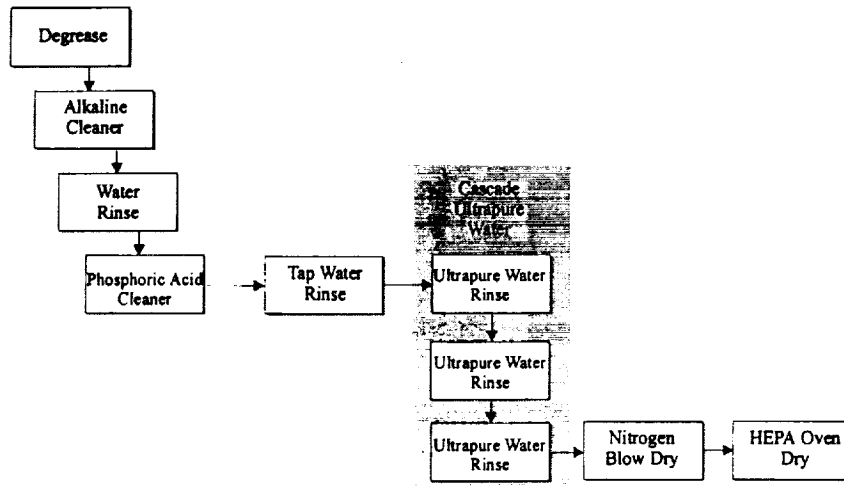 Degrease
Alkaline
Cleaner
Water
Rinse
Phosphoric Acid
Cleaner
Tap Water
Rinse
Cascade
Ultrapure
Water
Ultrapure Water
Rinse
Ultrapure Water
Rinse
Ultrapure Water
Rinse
Nitrogen
Blow Dry
HEPA Oven
Dry